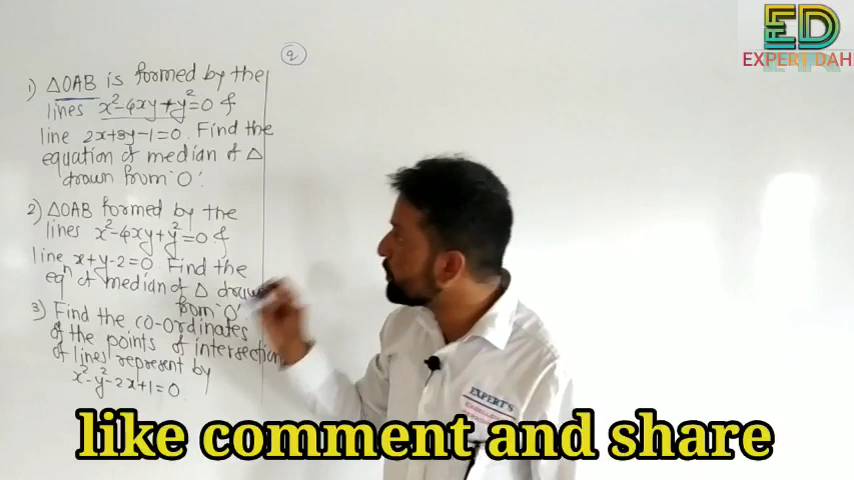 1) △OAB is formed by the
lines x²-4xy+y²=0 &
line 2x+3y-1=0. Find the
equation of median of △
drawn from 'O'.
2) △OAB formed by the
lines x²-4xy+y²=0 &
line x+y-2=0. Find the
eqⁿ of median of △ drawn
from 'O'.
3) Find the co-ordinates
of the points of intersection
of lines represent by
x²-y²-2x+1=0.
q
ED
EXPERT DAH
EXPERT'S
like comment and share